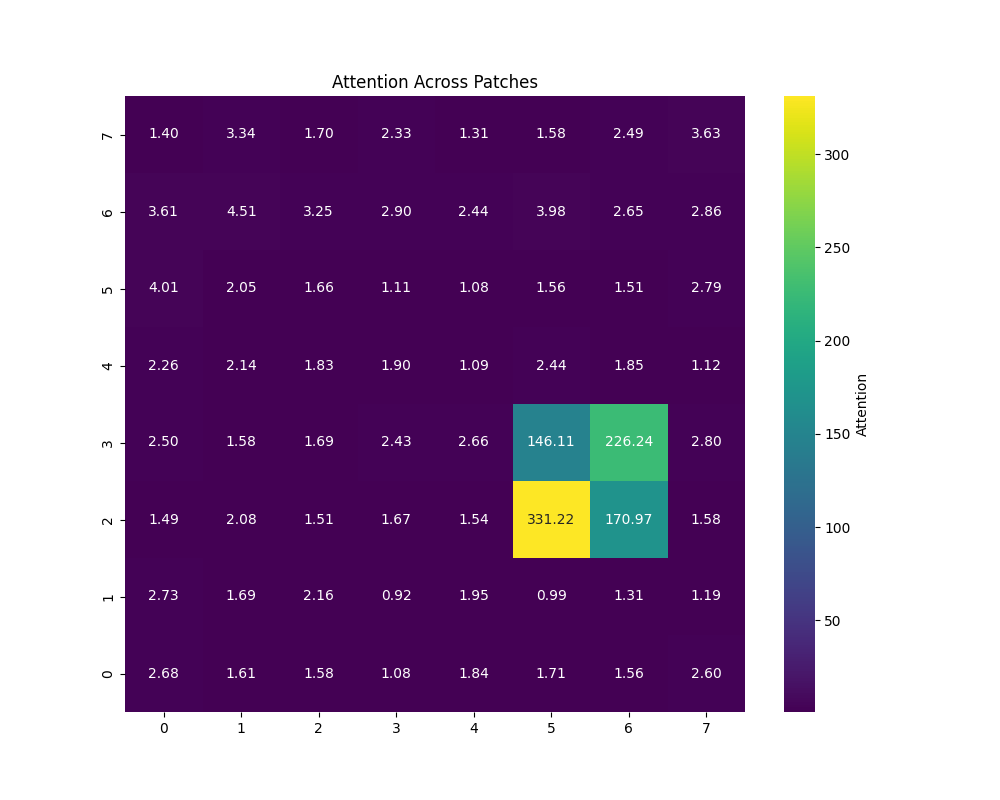 Attention Across Patches
7 1.40 3.34 1.70 2.33 1.31 1.58 2.49 3.63
6 3.61 4.51 3.25 2.90 2.44 3.98 2.65 2.86
5 4.01 2.05 1.66 1.11 1.08 1.56 1.51 2.79
4 2.26 2.14 1.83 1.90 1.09 2.44 1.85 1.12
3 2.50 1.58 1.69 2.43 2.66 146.11 226.24 2.80
2 1.49 2.08 1.51 1.67 1.54 331.22 170.97 1.58
1 2.73 1.69 2.16 0.92 1.95 0.99 1.31 1.19
0 2.68 1.61 1.58 1.08 1.84 1.71 1.56 2.60
0 1 2 3 4 5 6 7
300
250
200
150
100
50
Attention